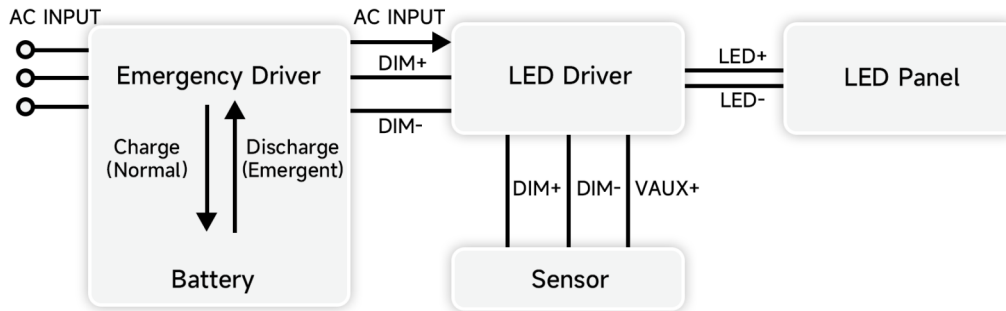 AC INPUT
AC INPUT
Emergency Driver
DIM+
DIM-
LED Driver
LED+
LED-
LED Panel
Charge
(Normal)
Discharge
(Emergent)
DIM+
DIM-
VAUX+
Battery
Sensor